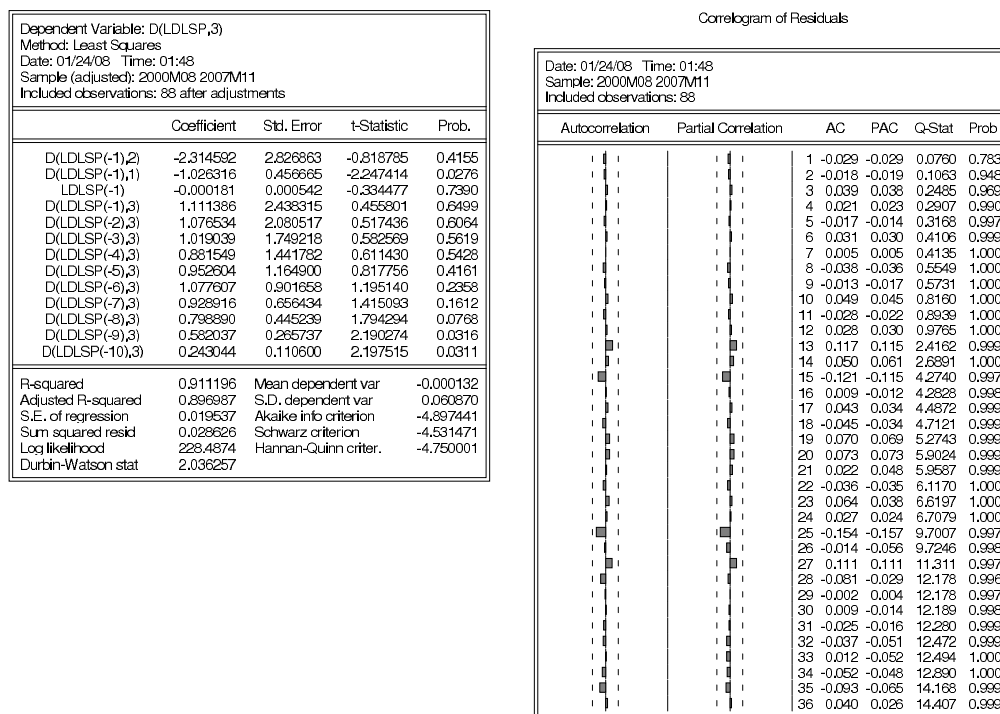 Dependent Variable: D(LDLSP,3)
Method: Least Squares
Date: 01/24/08 Time: 01:48
Sample (adjusted): 2000M08 2007M11
Included observations: 88 after adjustments
Coefficient Std. Error t-Statistic Prob.
D(LDLSP(-1),2) -2.314592 2.826863 -0.818785 0.4155
D(LDLSP(-1),1) -1.026316 0.456665 -2.247414 0.0276
LDLSP(-1) -0.000181 0.000542 -0.334477 0.7390
D(LDLSP(-1),3) 1.111386 2.438315 0.455801 0.6499
D(LDLSP(-2),3) 1.076534 2.080517 0.517436 0.6064
D(LDLSP(-3),3) 1.019039 1.749218 0.582569 0.5619
D(LDLSP(-4),3) 0.881549 1.441782 0.611430 0.5428
D(LDLSP(-5),3) 0.952604 1.164900 0.817756 0.4161
D(LDLSP(-6),3) 1.077607 0.901658 1.195140 0.2358
D(LDLSP(-7),3) 0.928916 0.656434 1.415093 0.1612
D(LDLSP(-8),3) 0.798890 0.445239 1.794294 0.0768
D(LDLSP(-9),3) 0.582037 0.265737 2.190274 0.0316
D(LDLSP(-10),3) 0.243044 0.110600 2.197515 0.0311
R-squared 0.911196 Mean dependent var -0.000132
Adjusted R-squared 0.896987 S.D. dependent var 0.060870
S.E. of regression 0.019537 Akaike info criterion -4.897441
Sum squared resid 0.028626 Schwarz criterion -4.531471
Log likelihood 228.4874 Hannan-Quinn criter. -4.750001
Durbin-Watson stat 2.036257
Correlogram of Residuals
Date: 01/24/08 Time: 01:48
Sample: 2000M08 2007M11
Included observations: 88
Autocorrelation Partial Correlation AC PAC Q-Stat Prob
1 -0.029 -0.029 0.0760 0.783
2 -0.018 -0.019 0.1063 0.948
3 0.039 0.038 0.2485 0.969
4 0.021 0.023 0.2907 0.990
5 -0.017 -0.014 0.3168 0.997
6 0.031 0.030 0.4106 0.999
7 0.005 0.005 0.4135 1.000
8 -0.038 -0.036 0.5549 1.000
9 -0.013 -0.017 0.5731 1.000
10 0.049 0.045 0.8160 1.000
11 -0.028 -0.022 0.8939 1.000
12 0.028 0.030 0.9765 1.000
13 0.117 0.115 2.4162 0.999
14 0.050 0.061 2.6891 1.000
15 -0.121 -0.115 4.2740 0.997
16 0.009 -0.012 4.2828 0.998
17 0.043 0.034 4.4872 0.999
18 -0.045 -0.034 4.7121 0.999
19 0.070 0.069 5.2743 0.999
20 0.073 0.073 5.9024 0.999
21 0.022 0.048 5.9587 0.999
22 -0.036 -0.035 6.1170 1.000
23 0.064 0.038 6.6197 1.000
24 0.027 0.024 6.7079 1.000
25 -0.154 -0.157 9.7007 0.997
26 -0.014 -0.056 9.7246 0.998
27 0.111 0.111 11.311 0.997
28 -0.081 -0.029 12.178 0.996
29 -0.002 0.004 12.178 0.997
30 0.009 -0.014 12.189 0.998
31 -0.025 -0.016 12.280 0.999
32 -0.037 -0.051 12.472 0.999
33 0.012 -0.052 12.494 1.000
34 -0.052 -0.048 12.890 1.000
35 -0.093 -0.065 14.168 0.999
36 0.040 0.026 14.407 0.999